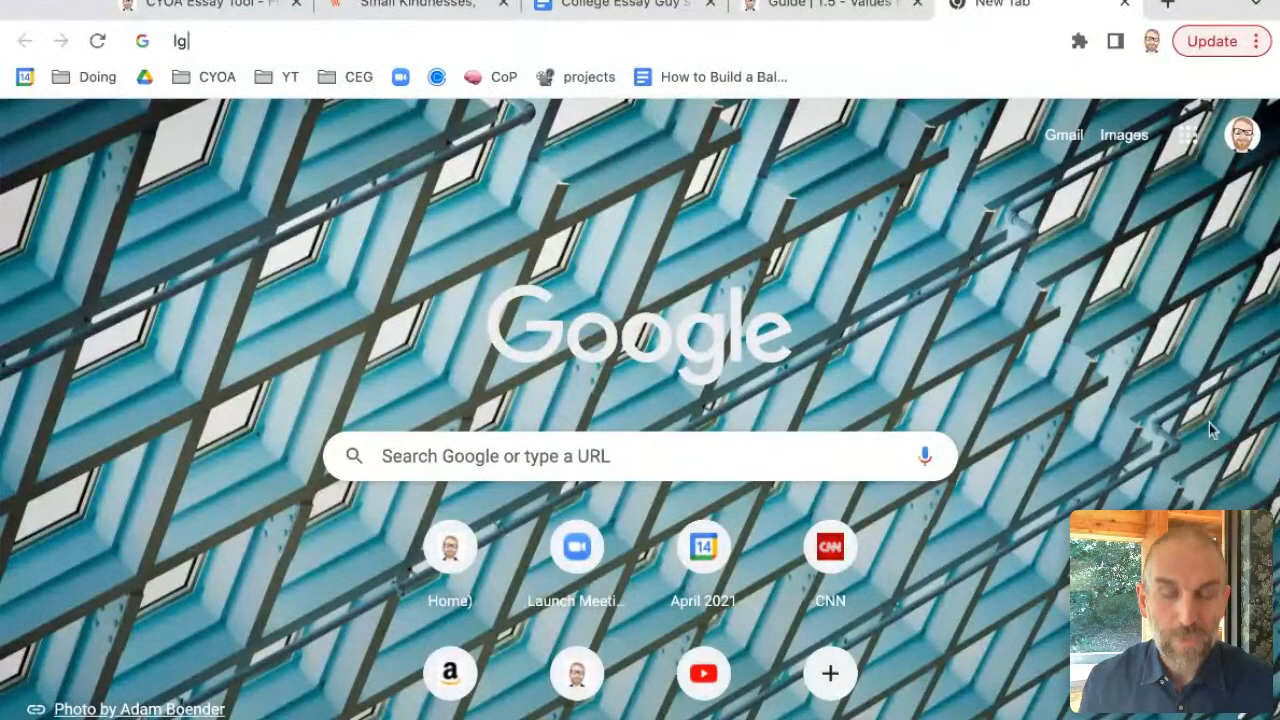 CYOA Essay Tool - 
Small Kindnesses,
College Essay Guy's
Guide | 1.5 - Values
New Tab
lg
Update
14
Doing
CYOA
YT
CEG
CoP
projects
How to Build a Bal...
Gmail
Images
Google
Search Google or type a URL
14
CNN
Home)
Launch Meeti...
April 2021
CNN
a
Photo by Adam Boender